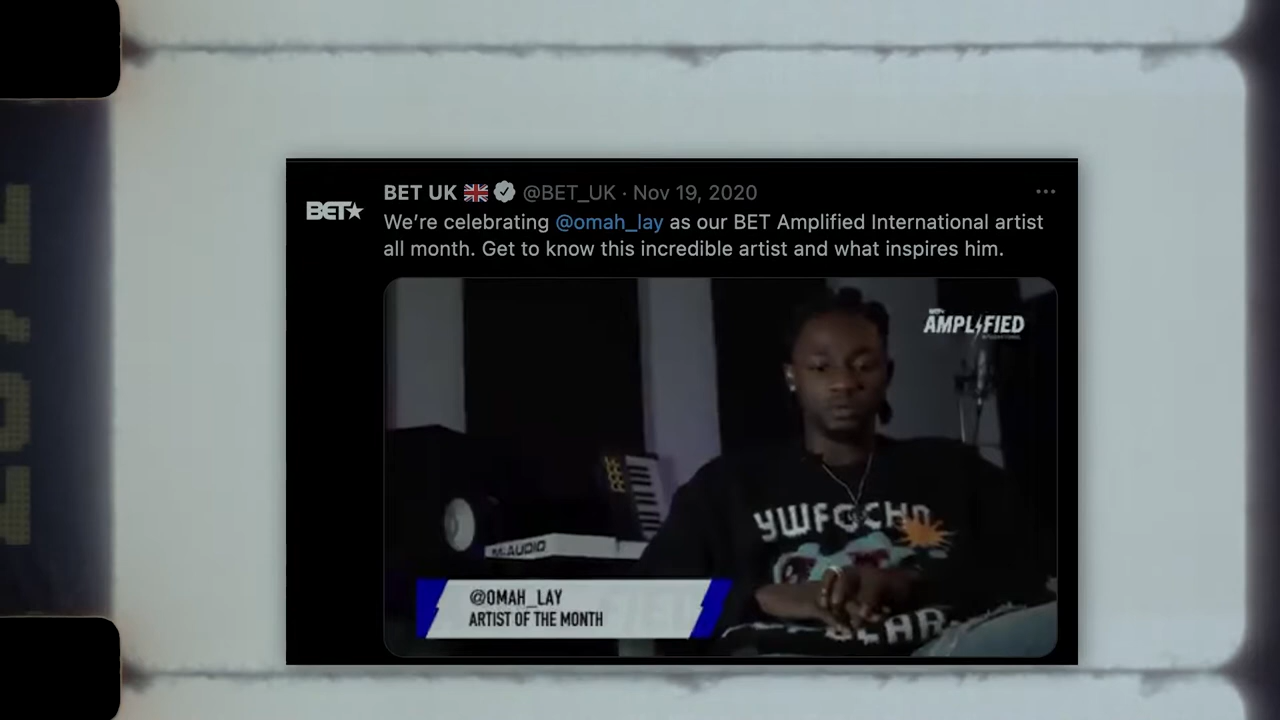 BET UK @BET_UK · Nov 19, 2020
BET
We're celebrating @omah_lay as our BET Amplified International artist
all month. Get to know this incredible artist and what inspires him.
AMPLIFIED
M-AUDIO
YWFGCHD
@OMAH_LAY
ARTIST OF THE MONTH